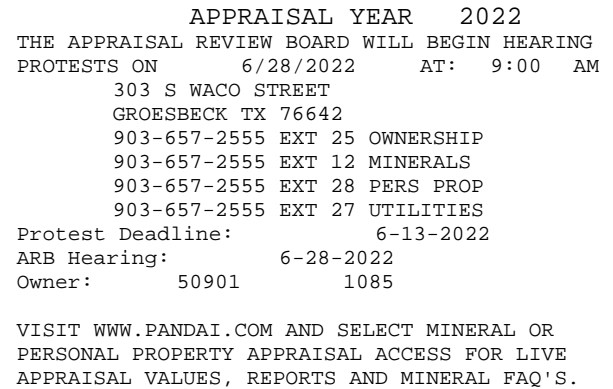 APPRAISAL YEAR 2022
THE APPRAISAL REVIEW BOARD WILL BEGIN HEARING
PROTESTS ON 6/28/2022 AT: 9:00 AM
303 S WACO STREET
GROESBECK TX 76642
903-657-2555 EXT 25 OWNERSHIP
903-657-2555 EXT 12 MINERALS
903-657-2555 EXT 28 PERS PROP
903-657-2555 EXT 27 UTILITIES
Protest Deadline: 6-13-2022
ARB Hearing: 6-28-2022
Owner: 50901 1085
VISIT WWW.PANDAI.COM AND SELECT MINERAL OR
PERSONAL PROPERTY APPRAISAL ACCESS FOR LIVE
APPRAISAL VALUES, REPORTS AND MINERAL FAQ'S.